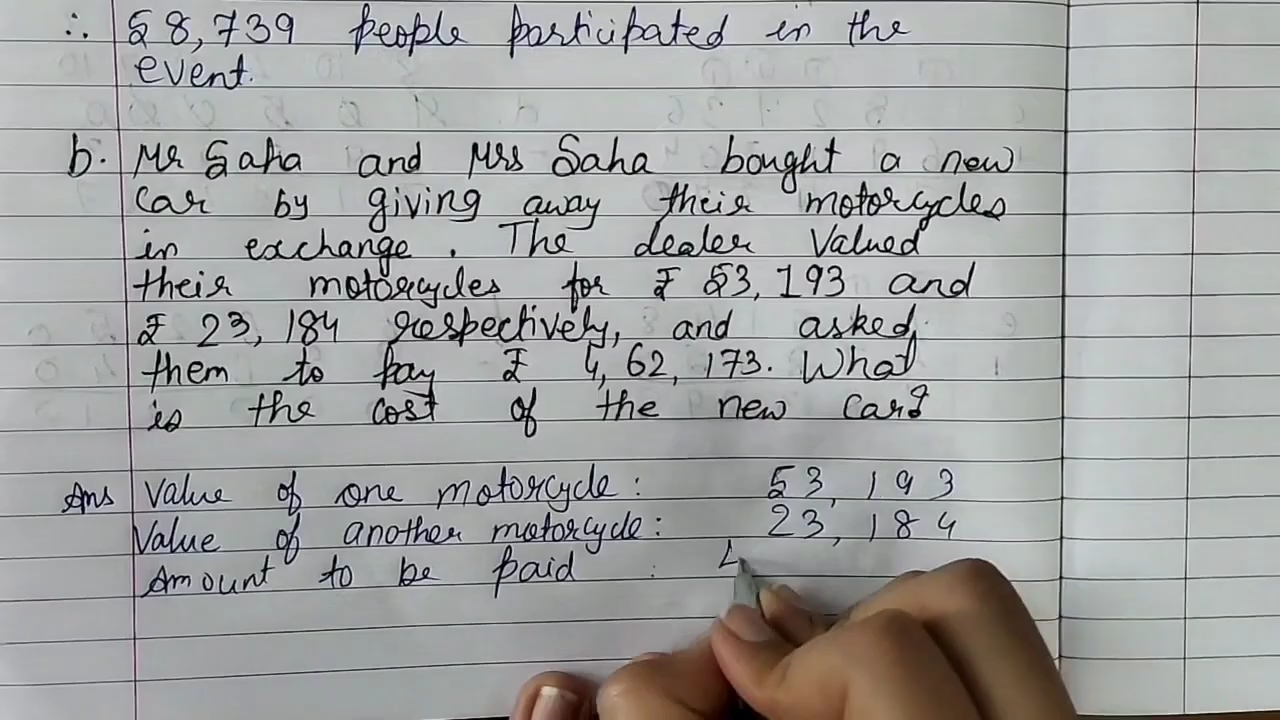 ∴ 58,739 people participated in the
event.
b. Mr Saha and Mrs Saha bought a new
car by giving away their motorcycles
in exchange. The dealer valued
their motorcycles for ₹ 53,193 and
₹ 23,184 respectively, and asked
them to pay ₹ 4,62,173. What
is the cost of the new car?
Ans Value of one motorcycle: 53,193
Value of another motorcycle: 23,184
Amount to be paid :